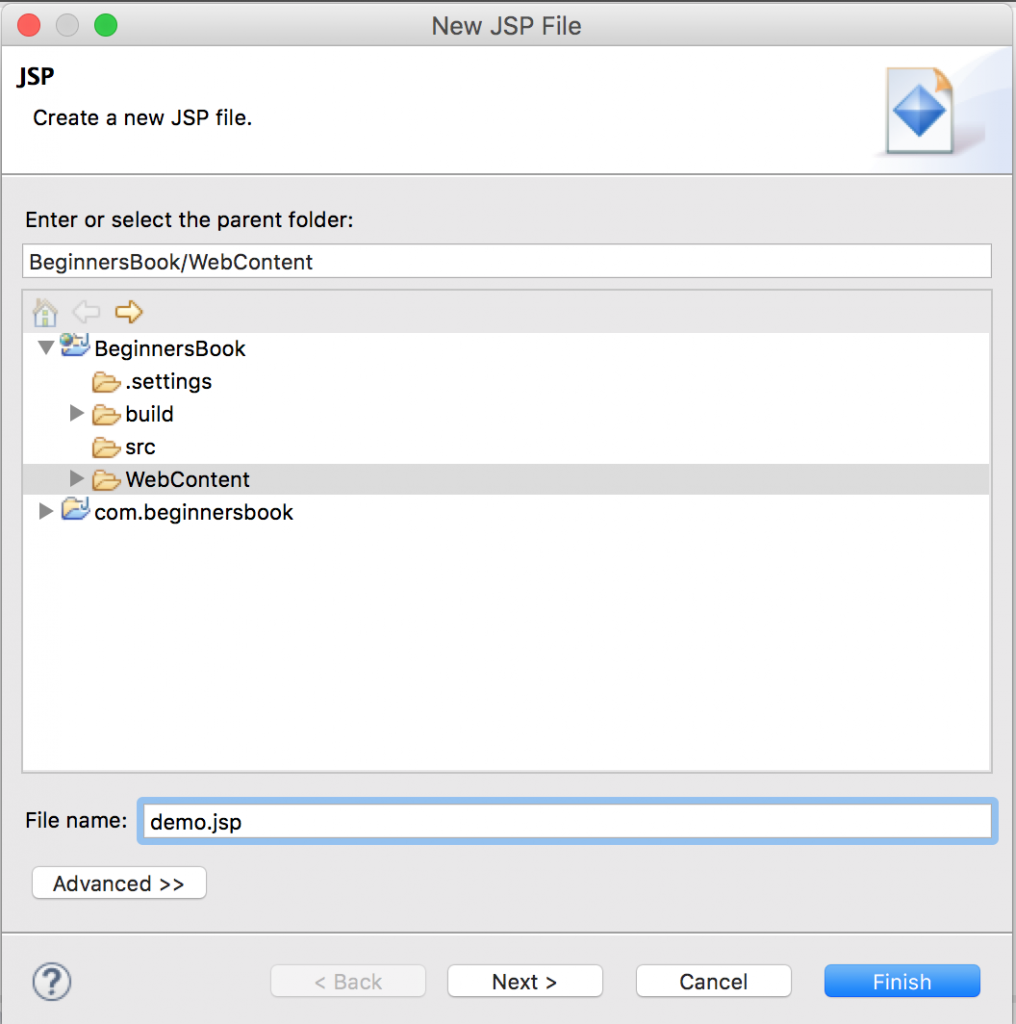 New JSP File
JSP
Create a new JSP file.
Enter or select the parent folder:
BeginnersBook/WebContent
BeginnersBook
.settings
build
src
WebContent
com.beginnersbook
File name: demo.jsp
Advanced >>
? < Back Next > Cancel Finish